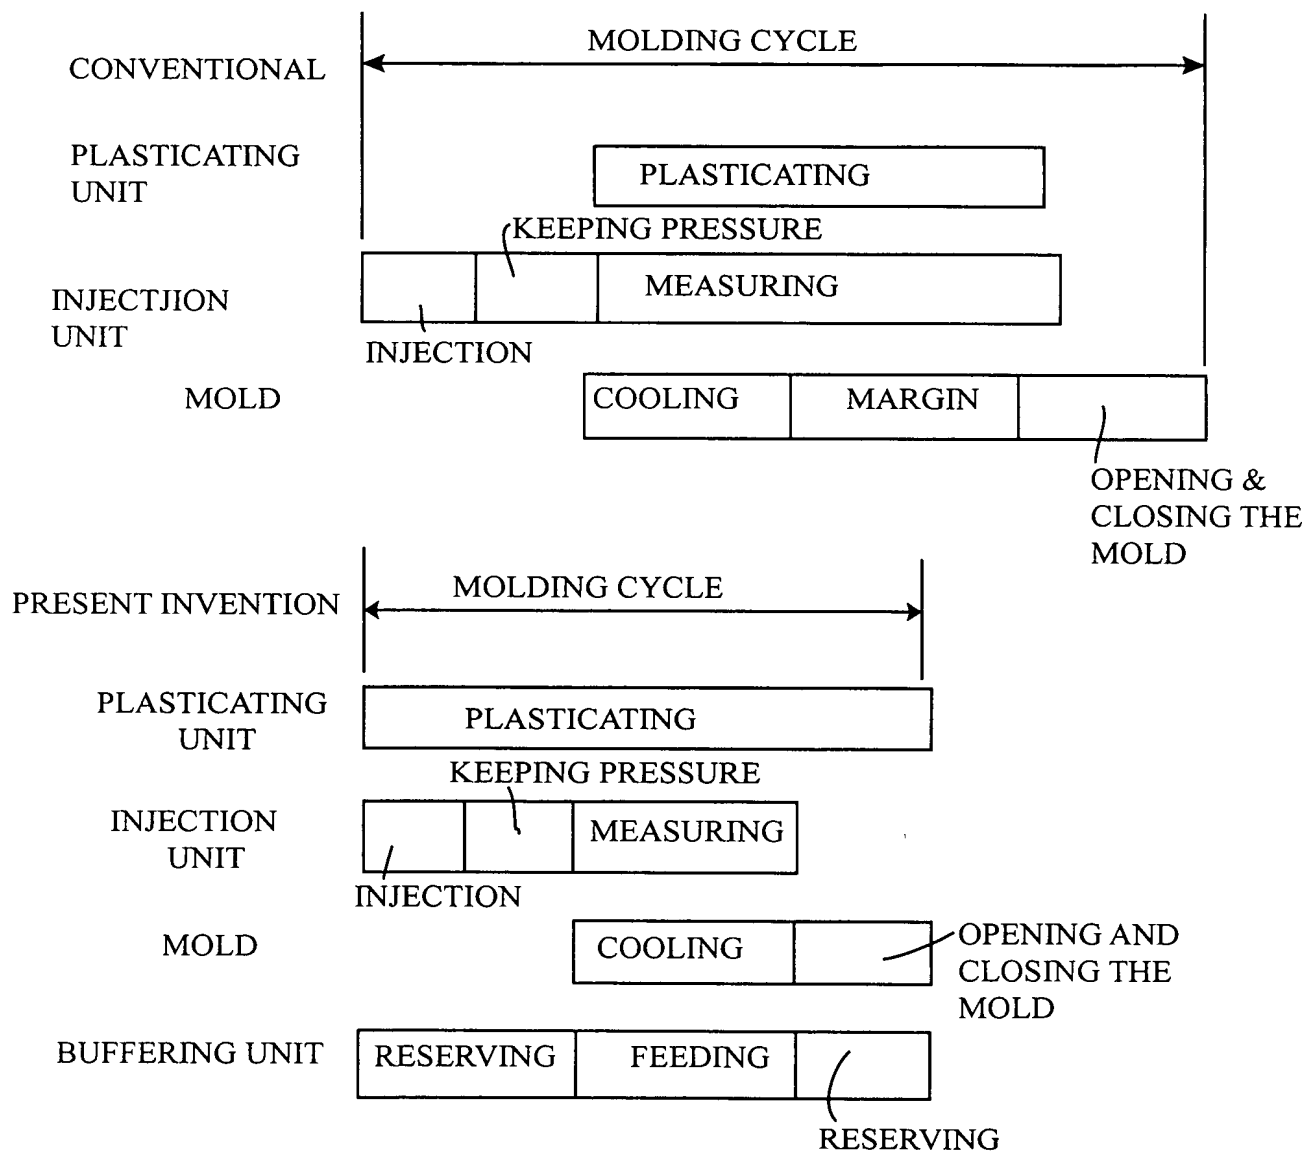 MOLDING CYCLE
CONVENTIONAL
PLASTICATING
UNIT
PLASTICATING
KEEPING PRESSURE
INJECTJION
UNIT
MEASURING
INJECTION
MOLD
COOLING
MARGIN
OPENING &
CLOSING THE
MOLD
MOLDING CYCLE
PRESENT INVENTION
PLASTICATING
UNIT
PLASTICATING
KEEPING PRESSURE
INJECTION
UNIT
MEASURING
INJECTION
MOLD
COOLING
OPENING AND
CLOSING THE
MOLD
BUFFERING UNIT
RESERVING
FEEDING
RESERVING